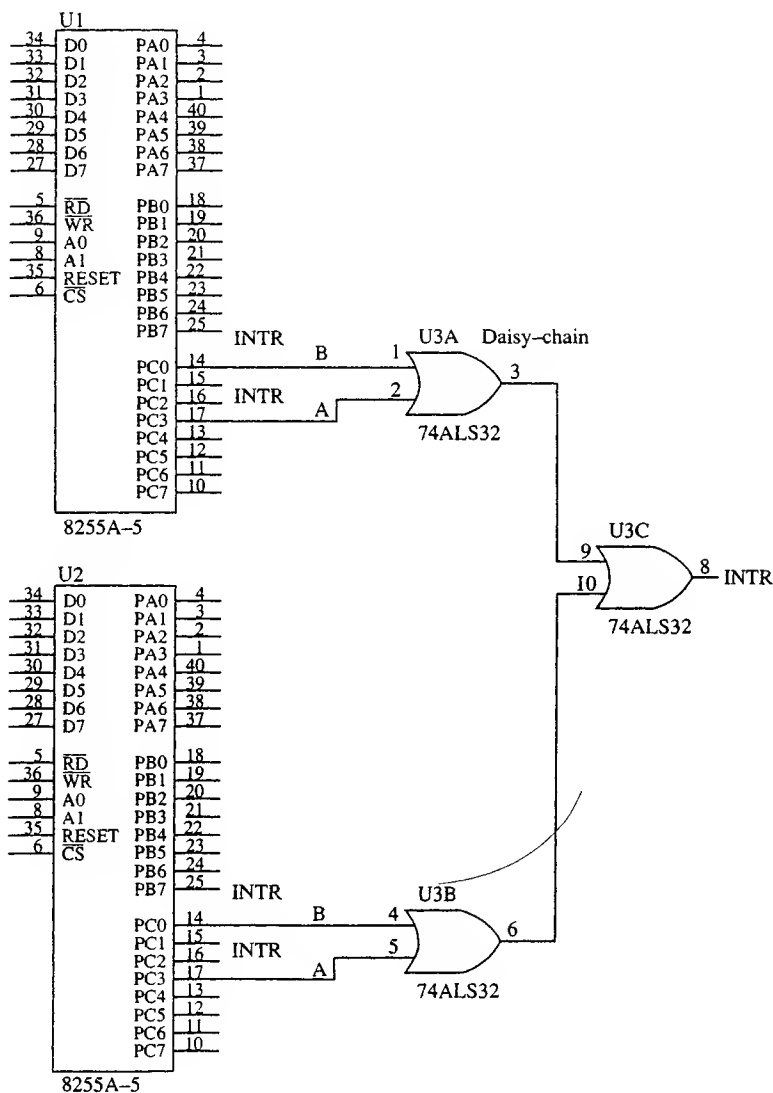 U1
34 D0 PA0 4
33 D1 PA1 3
32 D2 PA2 2
31 D3 PA3 1
30 D4 PA4 40
29 D5 PA5 39
28 D6 PA6 38
27 D7 PA7 37
5 RD PB0 18
36 WR PB1 19
9 A0 PB2 20
8 A1 PB3 21
35 RESET PB4 22
6 CS PB5 23
PB6 24
PB7 25 INTR
PC0 14 B 1 U3A Daisy–chain
PC1 15
PC2 16 INTR
PC3 17 A 2 3
PC4 13 74ALS32
PC5 12
PC6 11
PC7 10
8255A–5
U3C
9
10 8 INTR
74ALS32
U2
34 D0 PA0 4
33 D1 PA1 3
32 D2 PA2 2
31 D3 PA3 1
30 D4 PA4 40
29 D5 PA5 39
28 D6 PA6 38
27 D7 PA7 37
5 RD PB0 18
36 WR PB1 19
9 A0 PB2 20
8 A1 PB3 21
35 RESET PB4 22
6 CS PB5 23
PB6 24
PB7 25 INTR
PC0 14 B 4 U3B
PC1 15
PC2 16 INTR
PC3 17 A 5 6
PC4 13 74ALS32
PC5 12
PC6 11
PC7 10
8255A–5